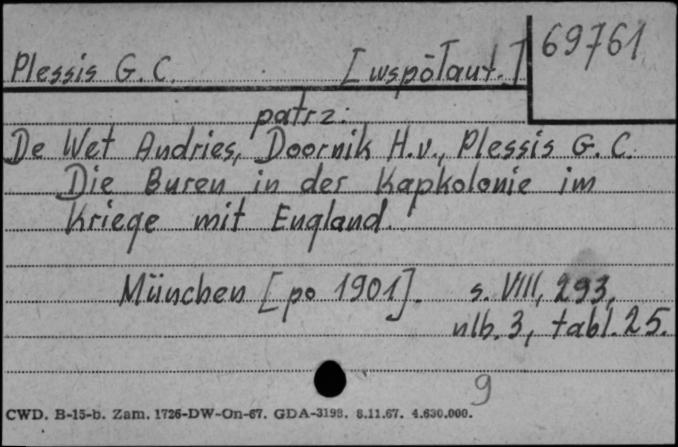 69761
Plessis G. C. [współaut.]
patrz:
De Wet Andries, Doornik H.v., Plessis G. C.
Die Buren in der Kapkolonie im
Kriege mit England.
München [po 1901]. s. VIII, 293,
nlb. 3, tabl. 25.
9
CWD. B-15-b. Zam. 1726-DW-On-67. GDA-3198. 8.11.67. 4.630.000.